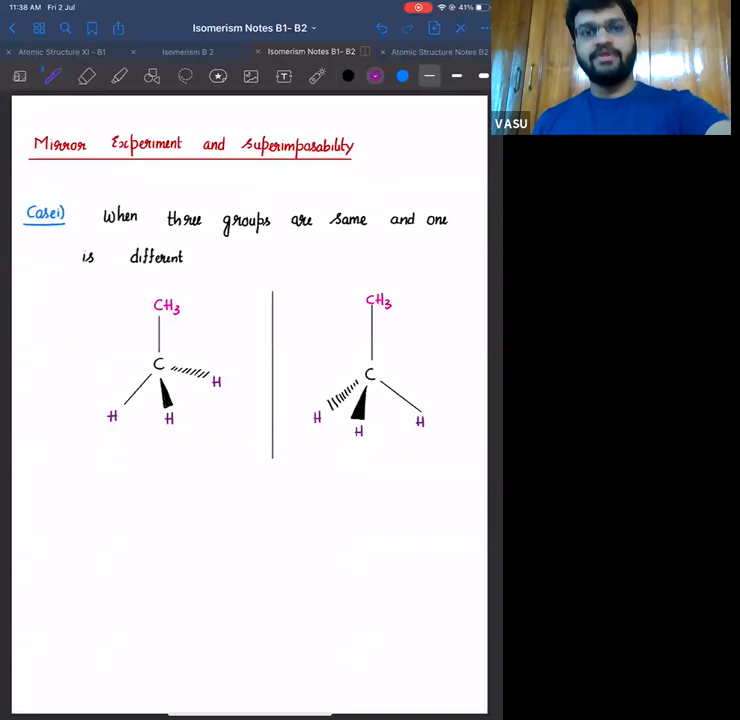 11:38 AM Fri 2 Jul
41%
Isomerism Notes B1- B2
Atomic Structure XI - B1
Isomerism B 2
Isomerism Notes B1- B2
Atomic Structure Notes B2
VASU
Mirror Experiment and Superimposability
Case i) When three groups are same and one
is different
CH3
CH3
C
H
C
H
H
H
H
H